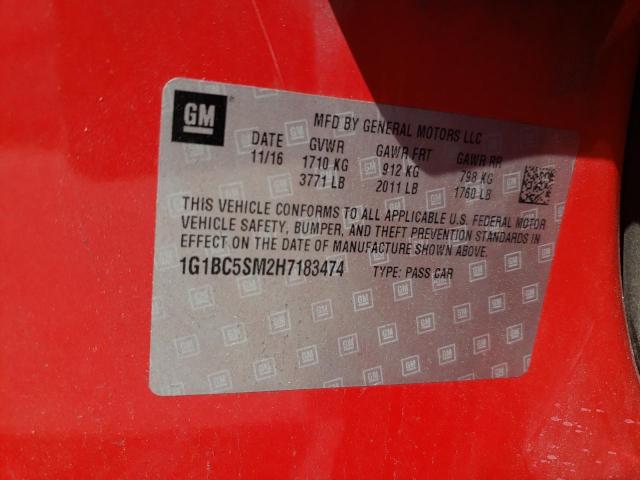 GM
MFD BY GENERAL MOTORS LLC
DATE GVWR GAWR FRT GAWR RR
11/16 1710 KG 912 KG 798 KG
3771 LB 2011 LB 1760 LB
THIS VEHICLE CONFORMS TO ALL APPLICABLE U.S. FEDERAL MOTOR
VEHICLE SAFETY, BUMPER, AND THEFT PREVENTION STANDARDS IN
EFFECT ON THE DATE OF MANUFACTURE SHOWN ABOVE.
1G1BC5SM2H7183474 TYPE: PASS CAR